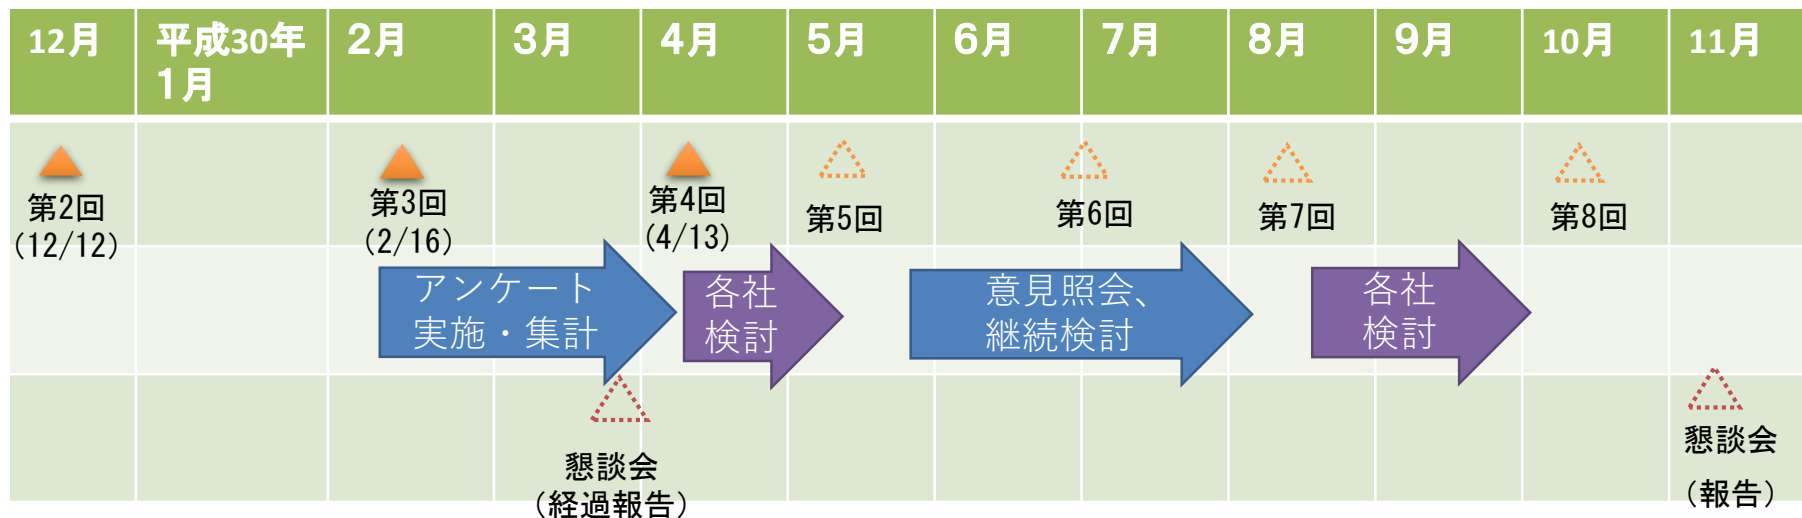 12月
平成30年
1月
2月
3月
4月
5月
6月
7月
8月
9月
10月
11月
第2回
(12/12)
第3回
(2/16)
第4回
(4/13)
第5回
第6回
第7回
第8回
アンケート
実施・集計
各社
検討
意見照会、
継続検討
各社
検討
懇談会
（経過報告）
懇談会
（報告）